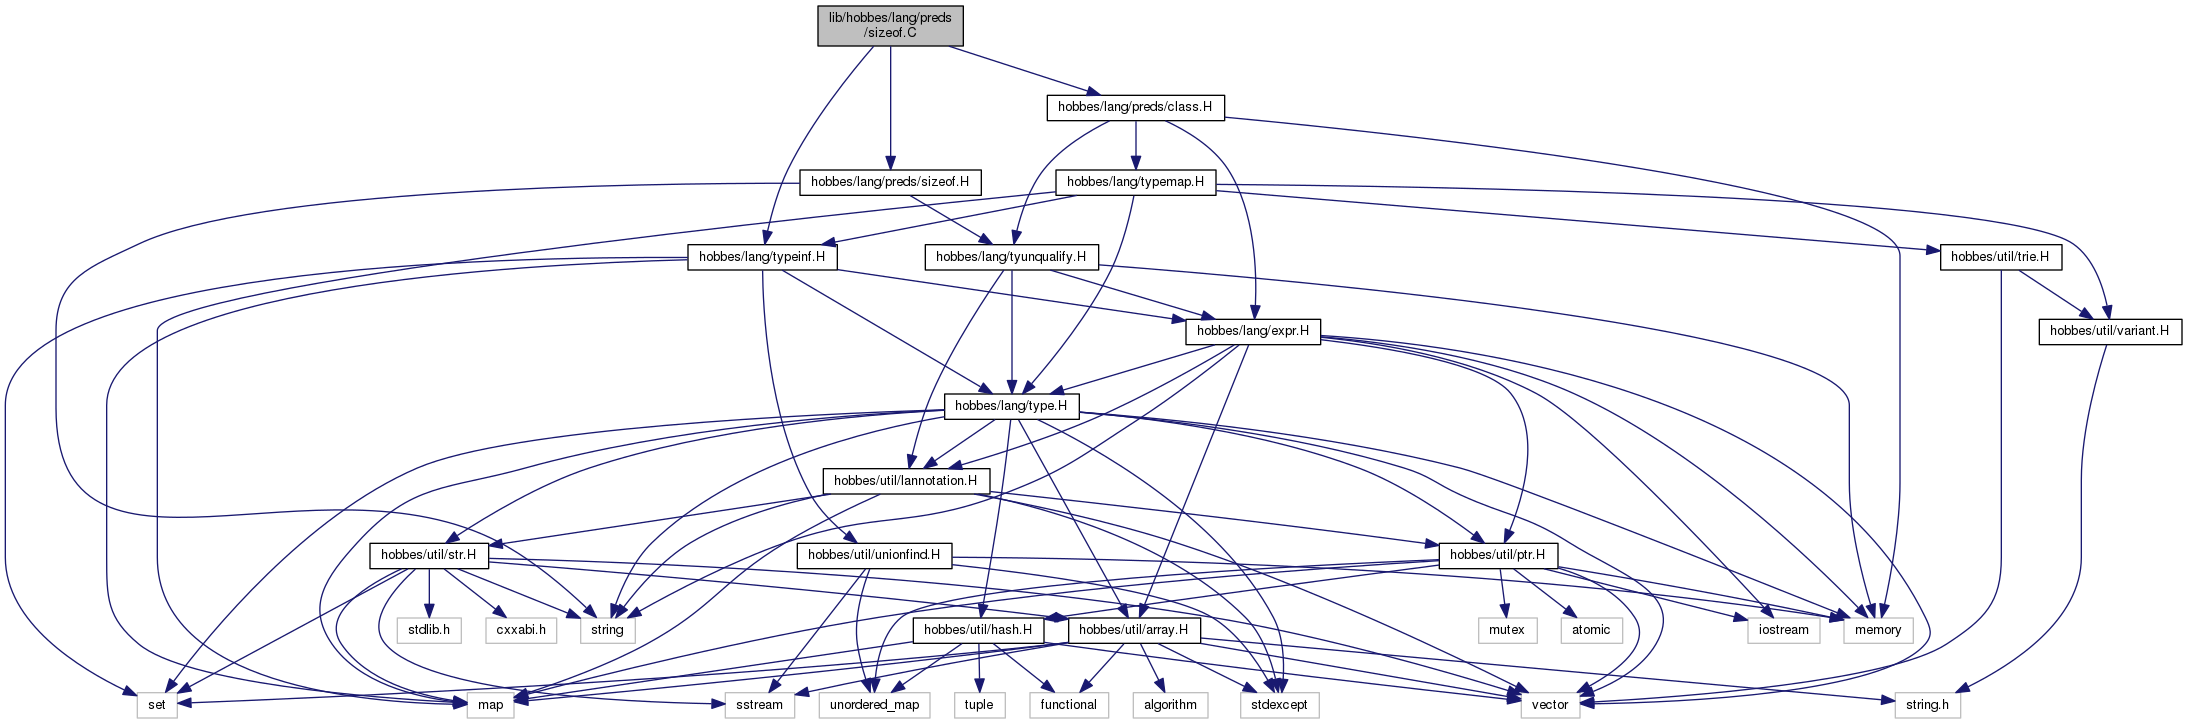 lib/hobbes/lang/preds
/sizeof.C
hobbes/lang/preds/class.H
hobbes/lang/preds/sizeof.H
hobbes/lang/typemap.H
hobbes/lang/typeinf.H
hobbes/lang/tyunqualify.H
hobbes/util/trie.H
hobbes/lang/expr.H
hobbes/util/variant.H
hobbes/lang/type.H
hobbes/util/lannotation.H
hobbes/util/str.H
hobbes/util/unionfind.H
hobbes/util/ptr.H
stdlib.h
cxxabi.h
string
hobbes/util/hash.H
hobbes/util/array.H
mutex
atomic
iostream
memory
set
map
sstream
unordered_map
tuple
functional
algorithm
stdexcept
vector
string.h